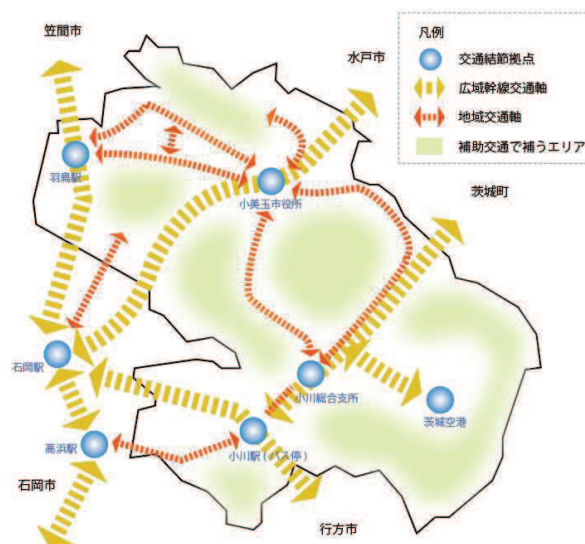 笠間市
水戸市
凡例
交通結節拠点
広域幹線交通軸
地域交通軸
補助交通で補うエリア
羽鳥駅
小美玉市役所
茨城町
石岡駅
小川総合支所
茨城空港
高浜駅
小川駅(バス停)
石岡市
行方市